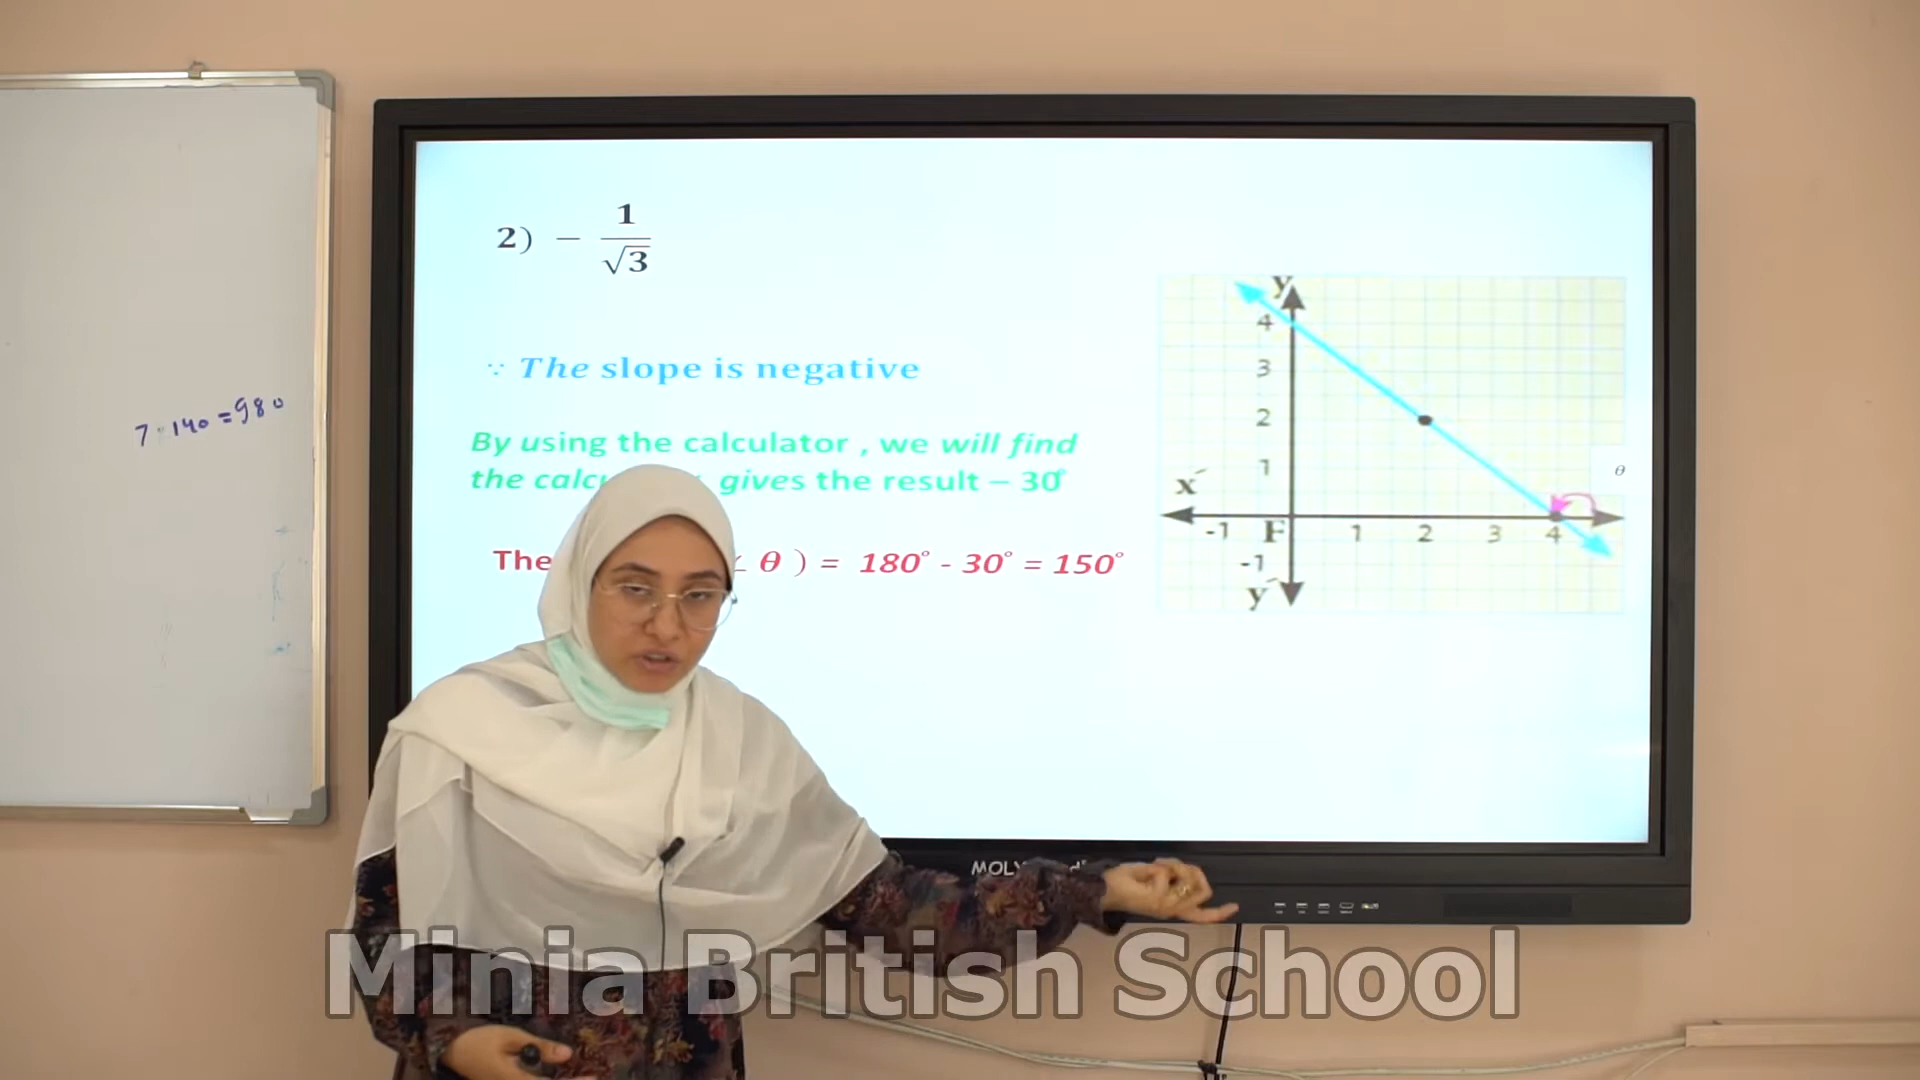 7 · 140 = 980
2) - 1/√3
∵ The slope is negative
By using the calculator , we will find
the calc gives the result – 30°
The θ ) = 180° - 30° = 150°
y
4
3
2
1
θ
x´
-1 F 1 2 3 4
-1
y´
MOLY
Minia British School